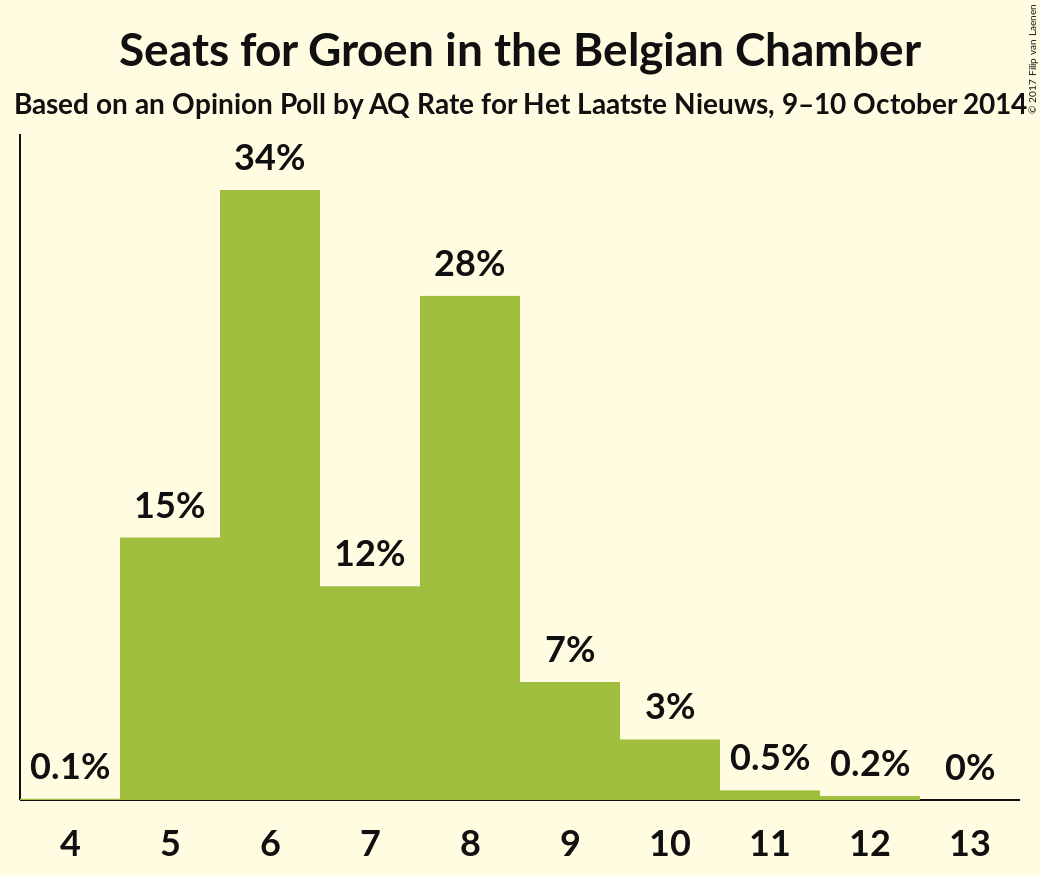 Seats for Groen in the Belgian Chamber
Based on an Opinion Poll by AQ Rate for Het Laatste Nieuws, 9–10 October 2014
© 2017 Filip van Laenen
34%
28%
15%
12%
7%
3%
0.1%
0.5%
0.2%
0%
4 5 6 7 8 9 10 11 12 13